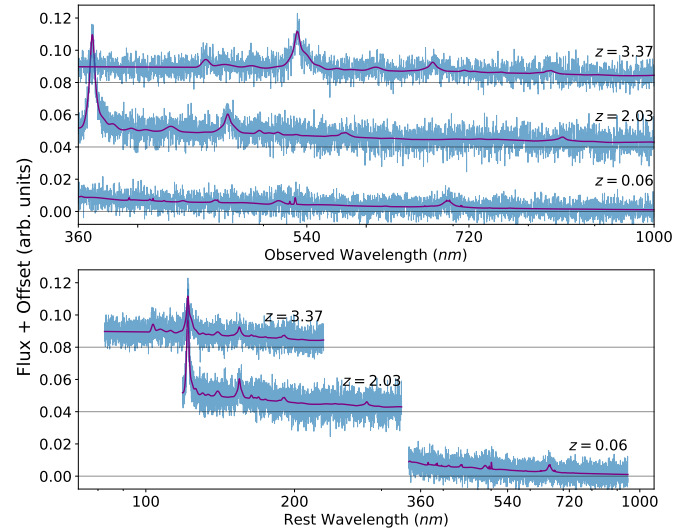 0.12
z = 3.37
0.10
0.08
z = 2.03
0.06
0.04
z = 0.06
0.02
0.00
360 540 720 1000
Observed Wavelength (nm)
Flux + Offset (arb. units)
0.12
z = 3.37
0.10
0.08
z = 2.03
0.06
0.04
z = 0.06
0.02
0.00
100 200 360 540 720 1000
Rest Wavelength (nm)